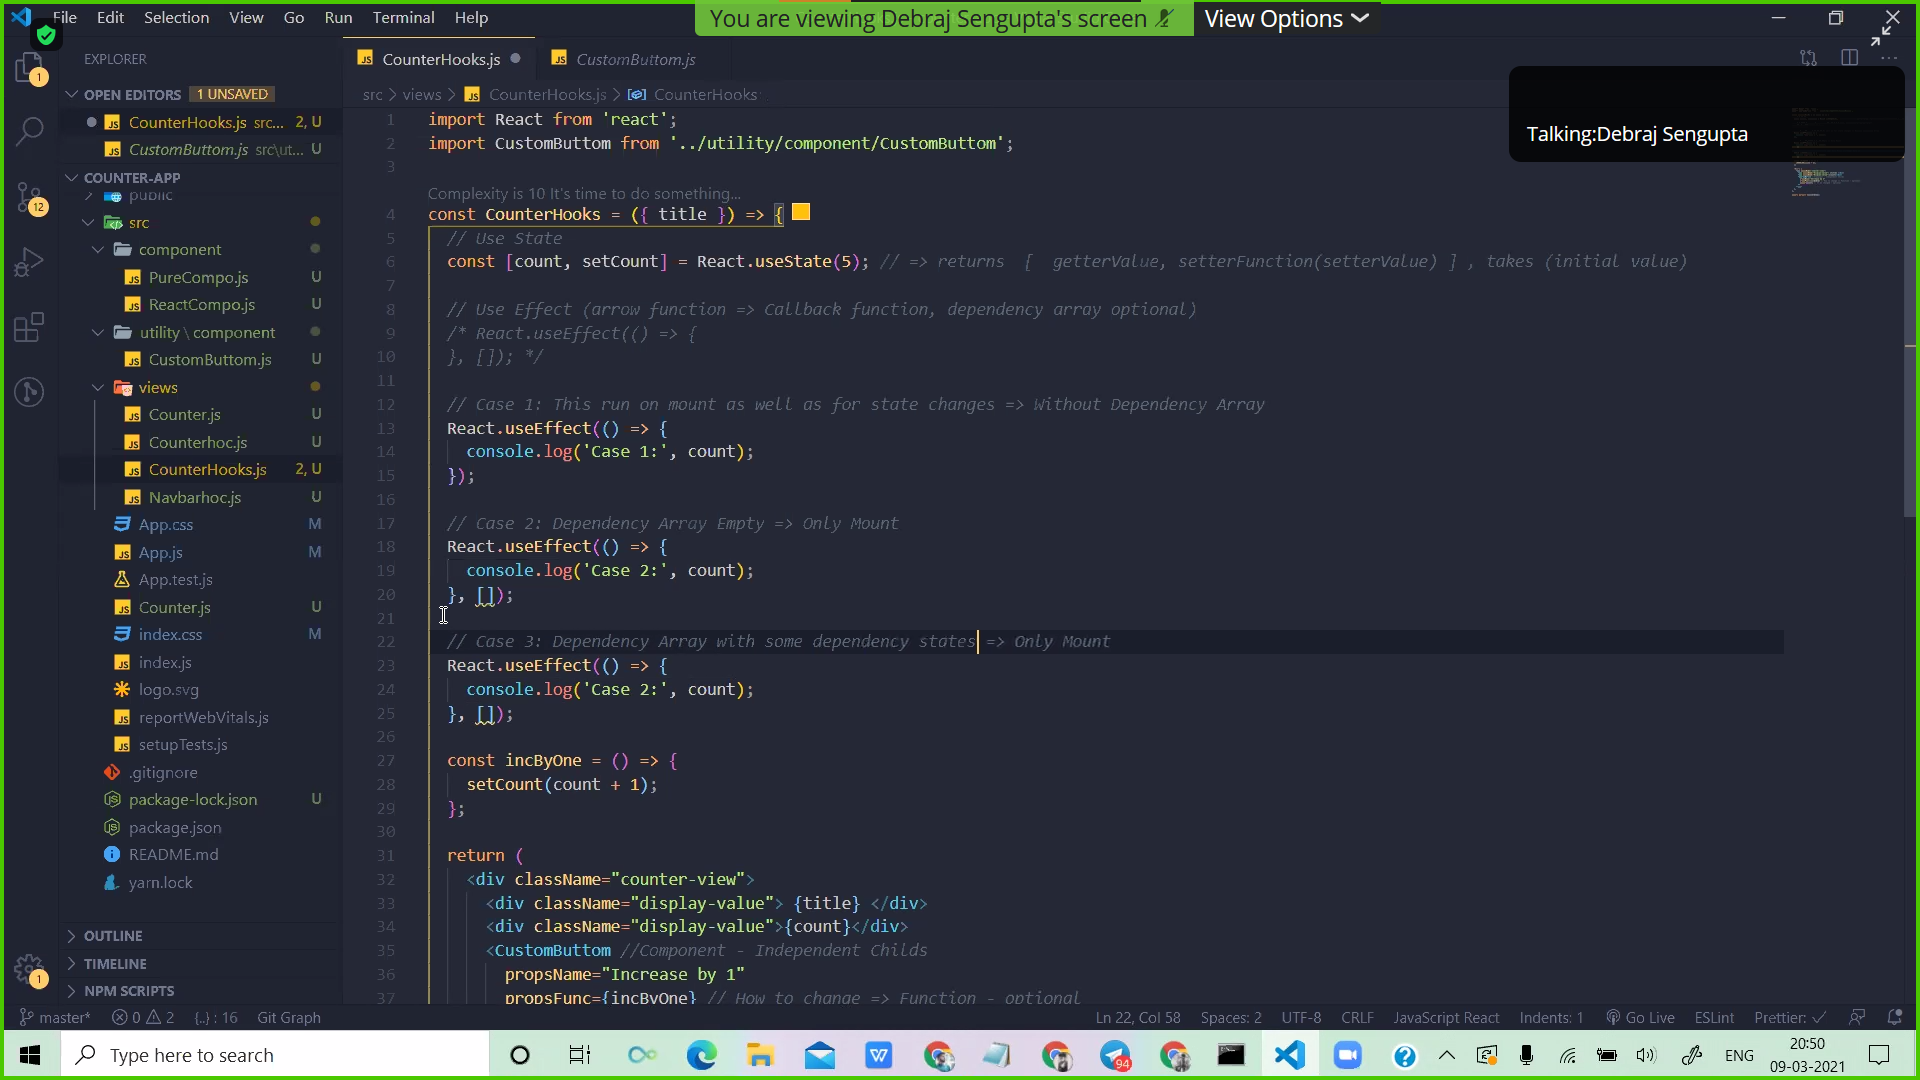 File Edit Selection View Go Run Terminal Help
You are viewing Debraj Sengupta's screen View Options
EXPLORER
CounterHooks.js CustomButtom.js
OPEN EDITORS 1 UNSAVED
CounterHooks.js src... 2, U
CustomButtom.js src\ut... U
src > views > CounterHooks.js > CounterHooks
Talking:Debraj Sengupta
COUNTER-APP
public
src
component
PureCompo.js U
ReactCompo.js U
utility \ component
CustomButtom.js U
views
Counter.js U
Counterhoc.js U
CounterHooks.js 2, U
Navbarhoc.js U
App.css M
App.js M
App.test.js
Counter.js U
index.css M
index.js
logo.svg
reportWebVitals.js
setupTests.js
.gitignore
package-lock.json U
package.json
README.md
yarn.lock
OUTLINE
TIMELINE
NPM SCRIPTS
1
12
1
1 import React from 'react';
2 import CustomButtom from '../utility/component/CustomButtom';
3
Complexity is 10 It's time to do something...
4 const CounterHooks = ({ title }) => {
5 // Use State
6 const [count, setCount] = React.useState(5); // => returns [ getterValue, setterFunction(setterValue) ] , takes (initial value)
7
8 // Use Effect (arrow function => Callback function, dependency array optional)
9 /* React.useEffect(() => {
10 }, []); */
11
12 // Case 1: This run on mount as well as for state changes => Without Dependency Array
13 React.useEffect(() => {
14 console.log('Case 1:', count);
15 });
16
17 // Case 2: Dependency Array Empty => Only Mount
18 React.useEffect(() => {
19 console.log('Case 2:', count);
20 }, []);
21
22 // Case 3: Dependency Array with some dependency states => Only Mount
23 React.useEffect(() => {
24 console.log('Case 2:', count);
25 }, []);
26
27 const incByOne = () => {
28 setCount(count + 1);
29 };
30
31 return (
32 <div className="counter-view">
33 <div className="display-value"> {title} </div>
34 <div className="display-value">{count}</div>
35 <CustomButtom //Component - Independent Childs
36 propsName="Increase by 1"
37 propsFunc={incByOne} // How to change => Function - optional
master* 0 2 {..} : 16 Git Graph
Ln 22, Col 58 Spaces: 2 UTF-8 CRLF JavaScript React Indents: 1 Go Live ESLint Prettier: ✓
Type here to search
94
ENG
20:50
09-03-2021